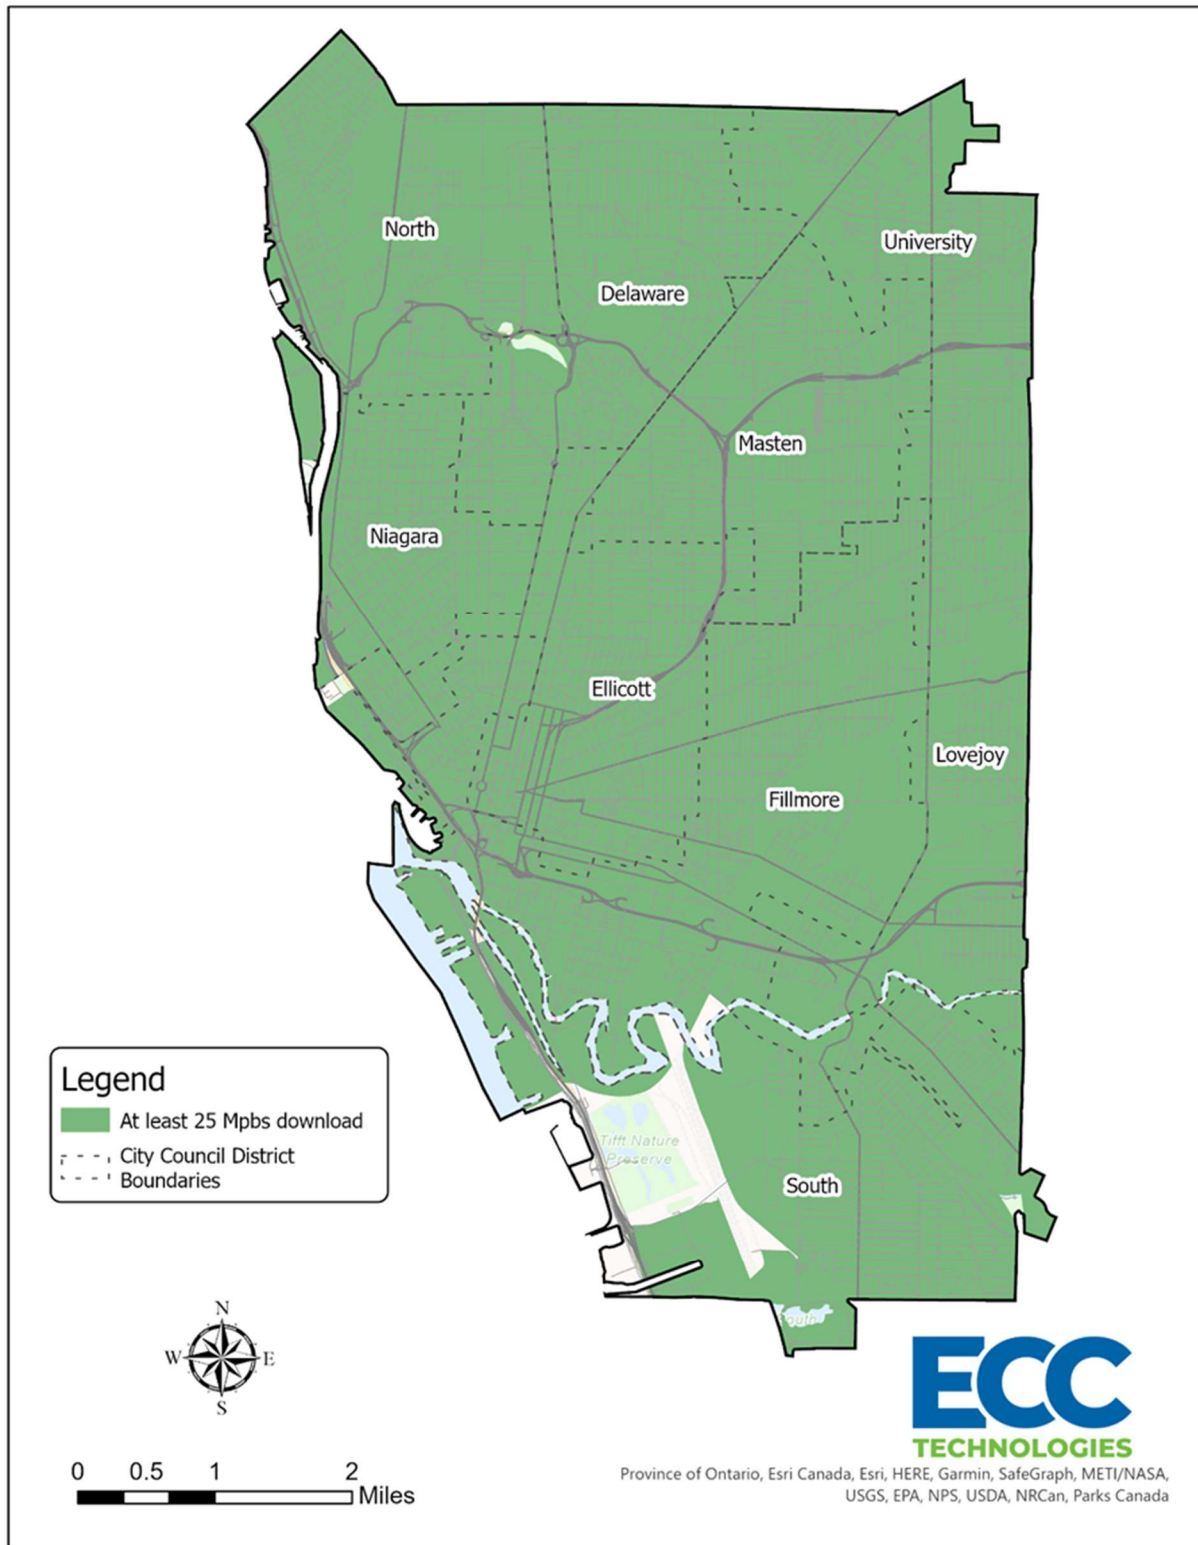 North
University
Delaware
Masten
Niagara
Ellicott
Lovejoy
Fillmore
Legend
At least 25 Mpbs download
City Council District
Boundaries
Tifft Nature
Preserve
South
N
W
E
S
ECC
TECHNOLOGIES
0 0.5 1 2
Miles
Province of Ontario, Esri Canada, Esri, HERE, Garmin, SafeGraph, METI/NASA,
USGS, EPA, NPS, USDA, NRCan, Parks Canada